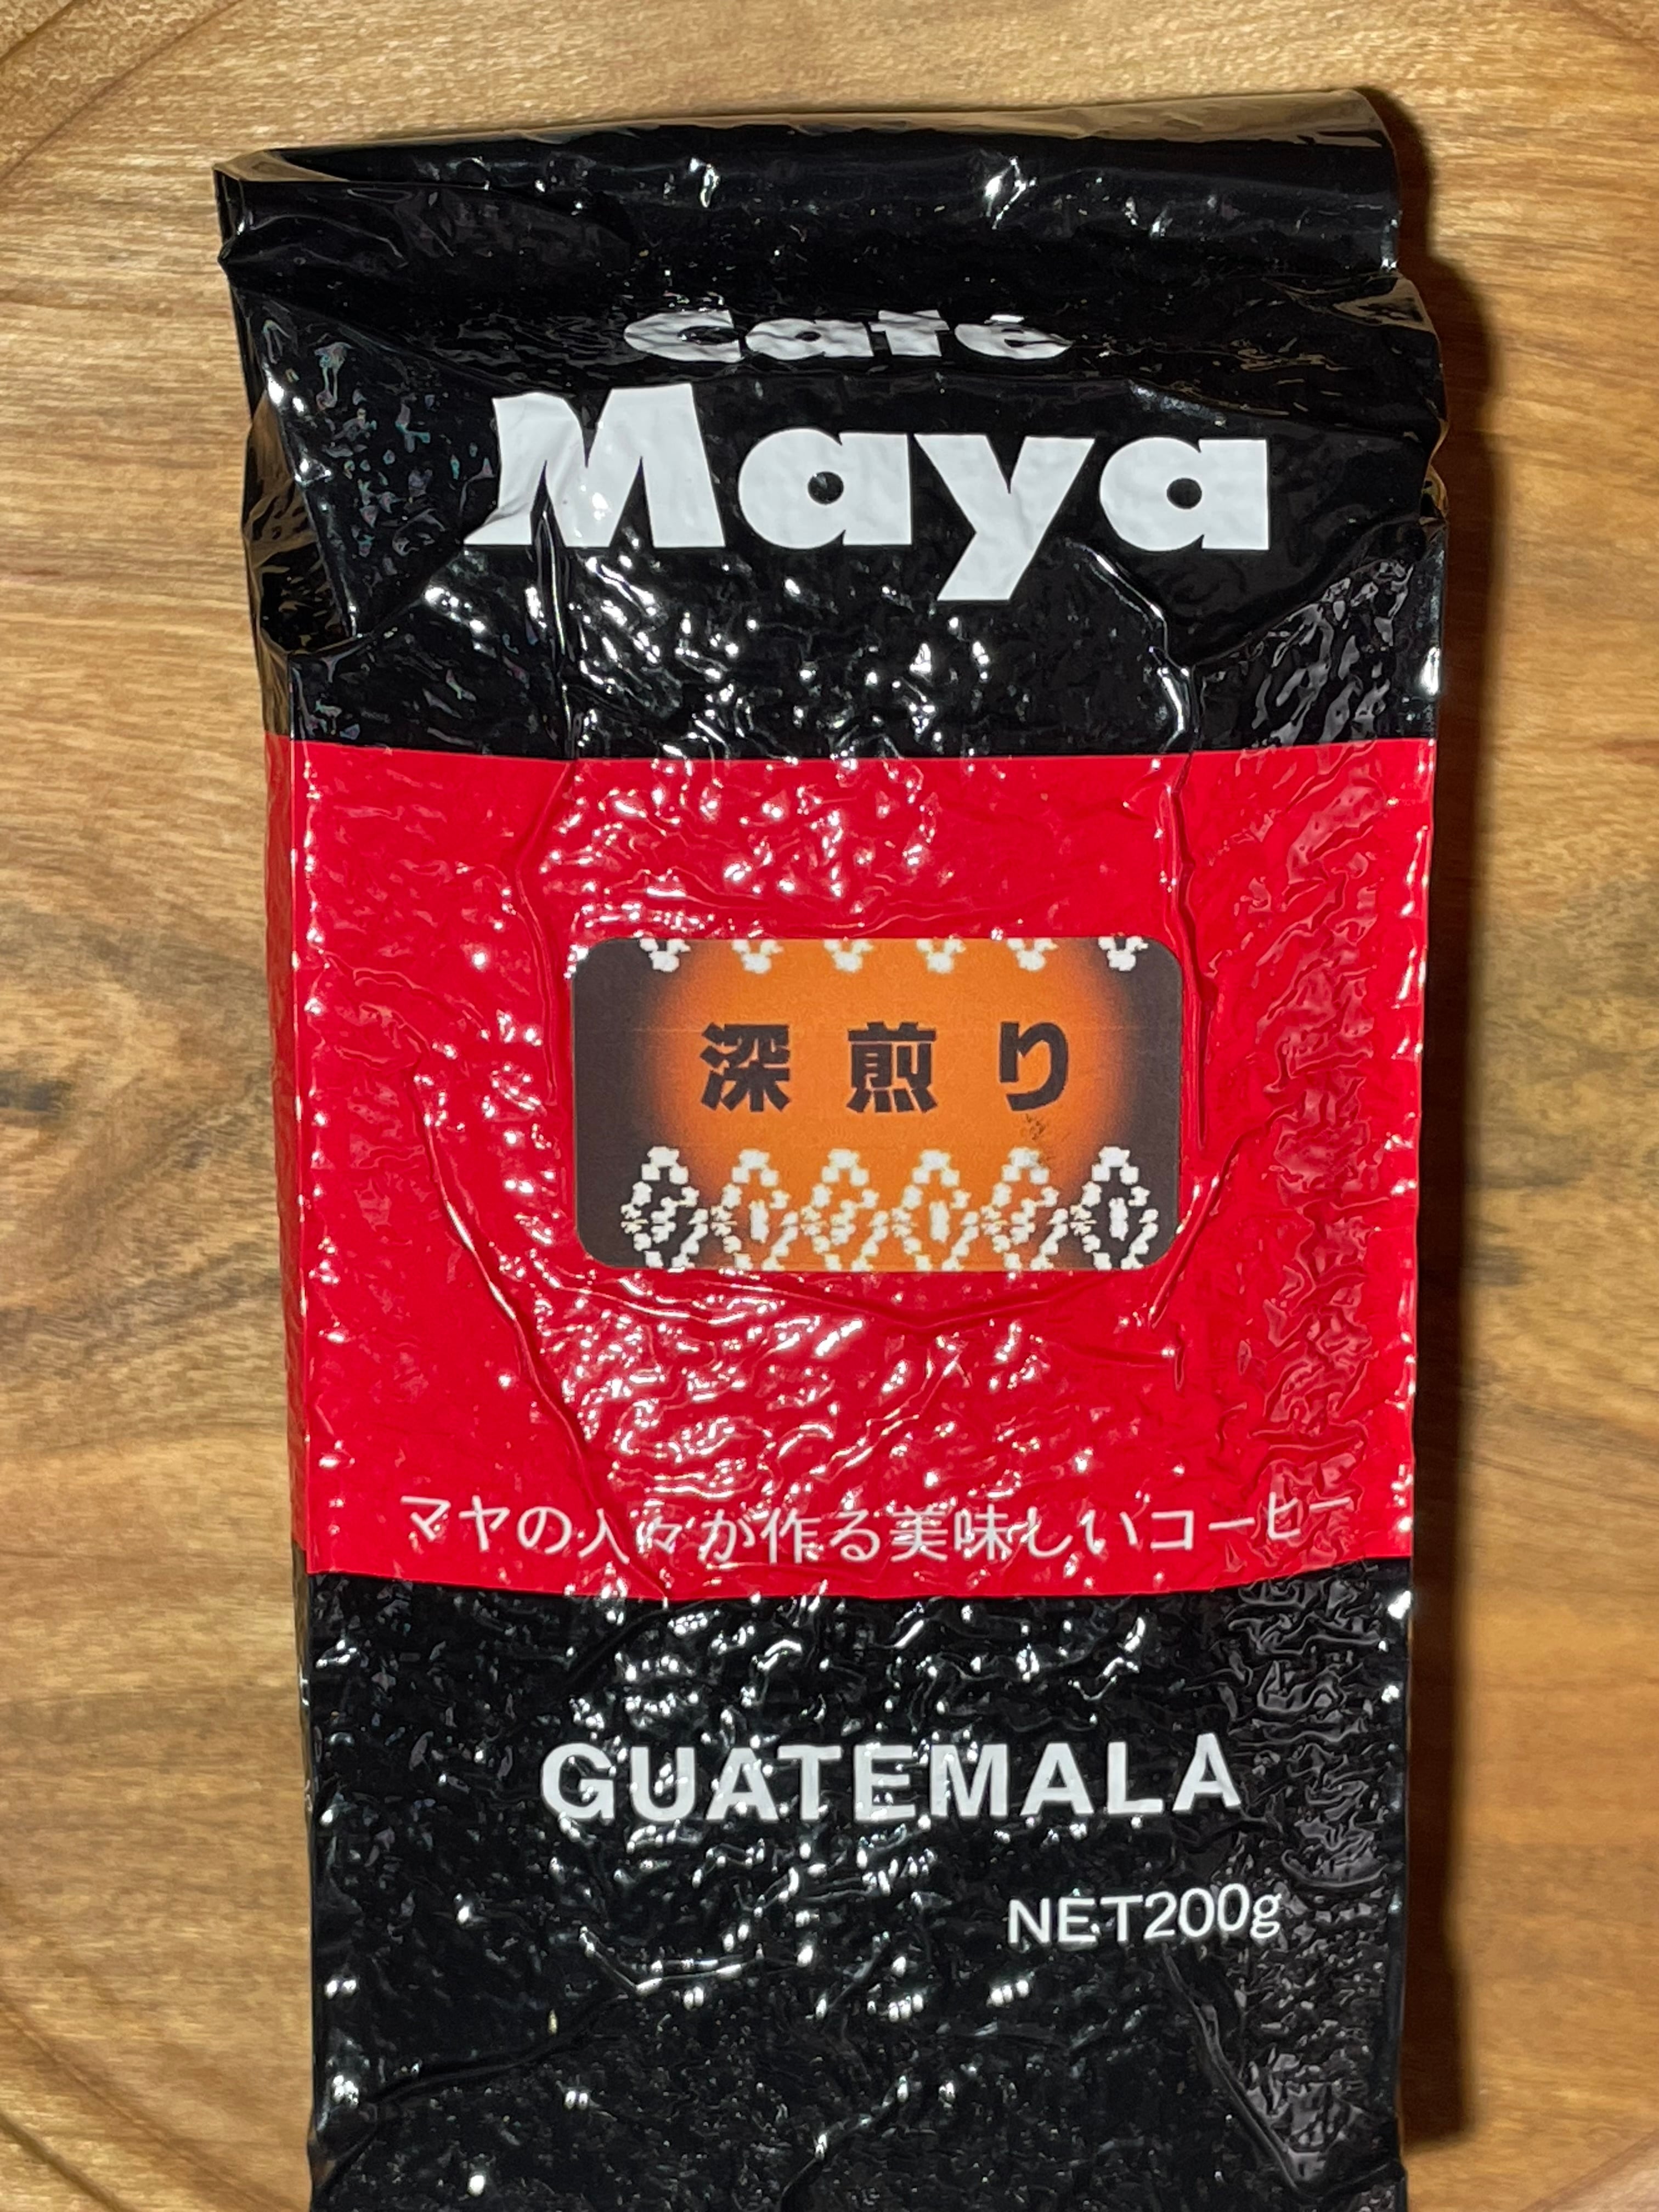 Café
Maya
深煎り
マヤの人々が作る美味しいコーヒー
GUATEMALA
NET200g